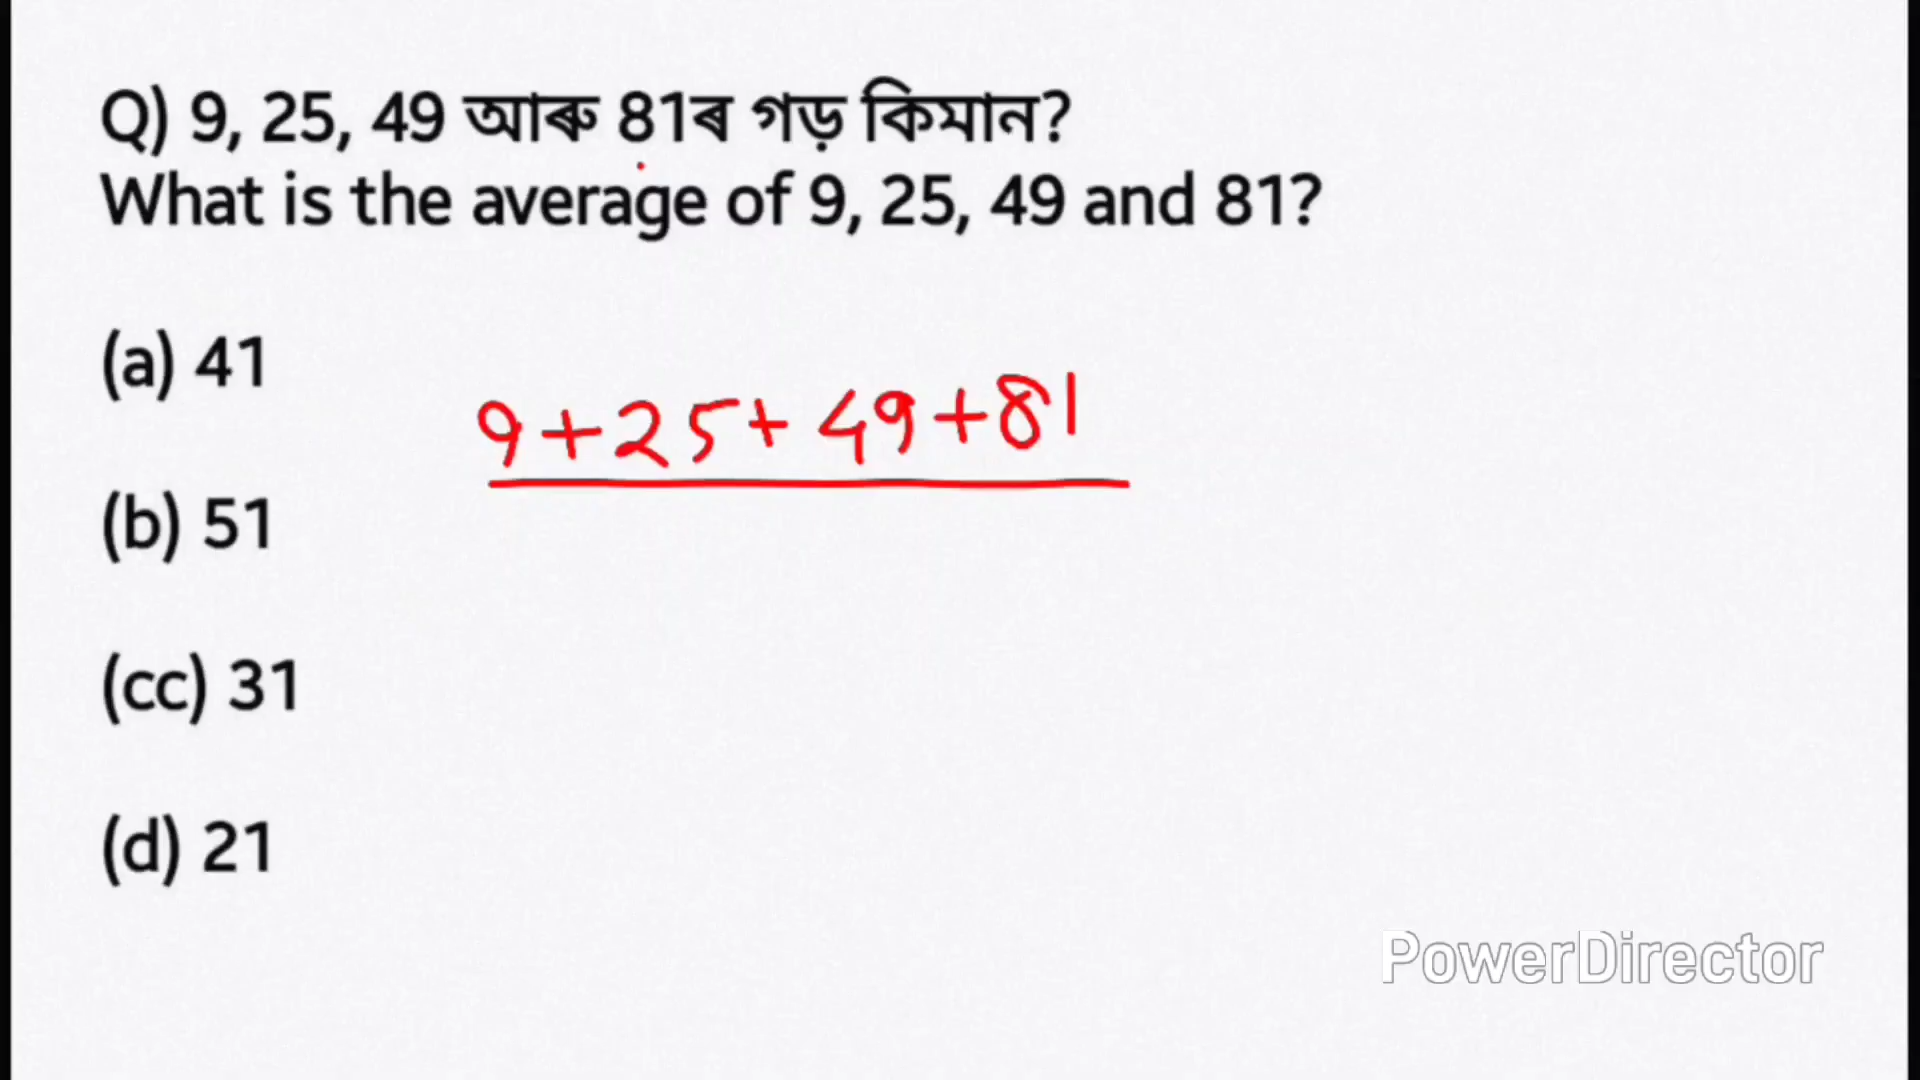 Q) 9, 25, 49 আৰু 81ৰ গড় কিমান?
What is the average of 9, 25, 49 and 81?
(a) 41
9+25+49+81
(b) 51
(cc) 31
(d) 21
PowerDirector